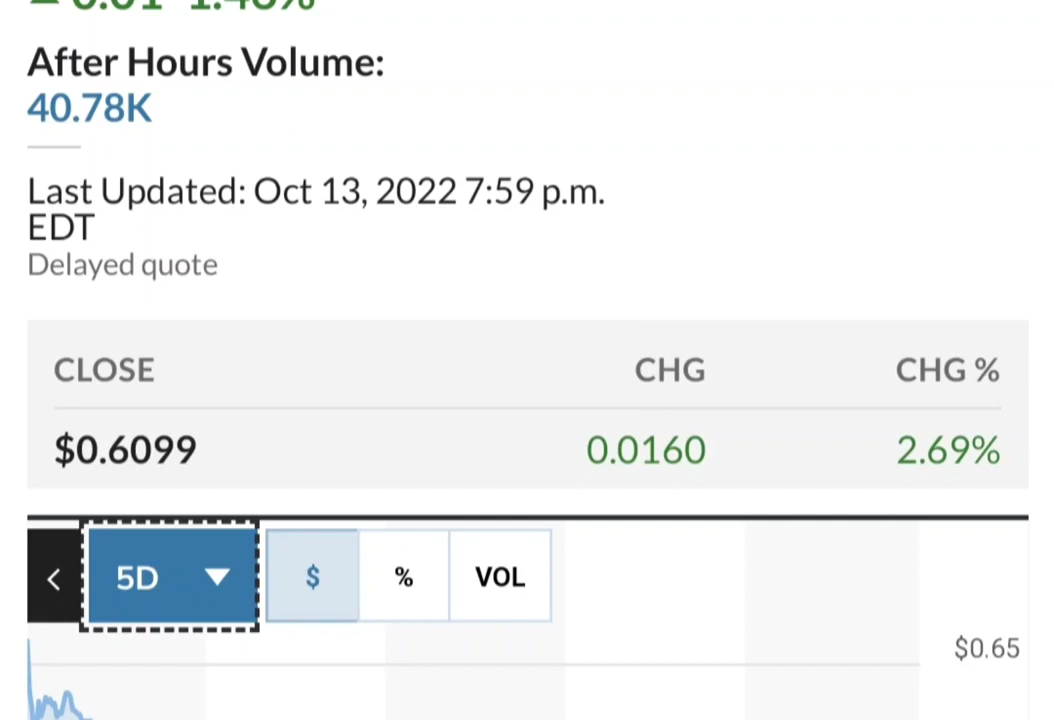 After Hours Volume:
40.78K
Last Updated: Oct 13, 2022 7:59 p.m.
EDT
Delayed quote
CLOSE CHG CHG %
$0.6099 0.0160 2.69%
5D $ % VOL
$0.65